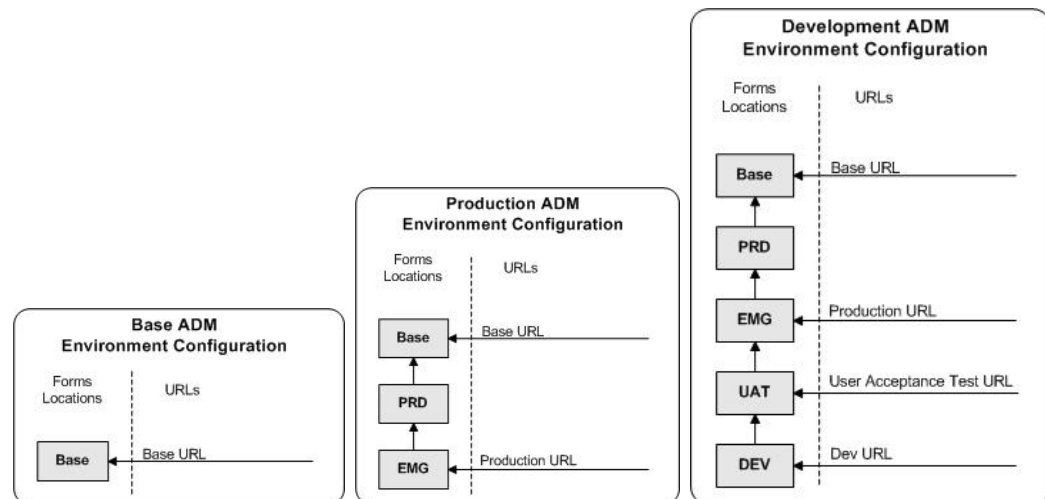 Base ADM
Environment Configuration
Forms
Locations
URLs
Base
Base URL
Production ADM
Environment Configuration
Forms
Locations
URLs
Base
Base URL
PRD
EMG
Production URL
Development ADM
Environment Configuration
Forms
Locations
URLs
Base
Base URL
PRD
EMG
Production URL
UAT
User Acceptance Test URL
DEV
Dev URL